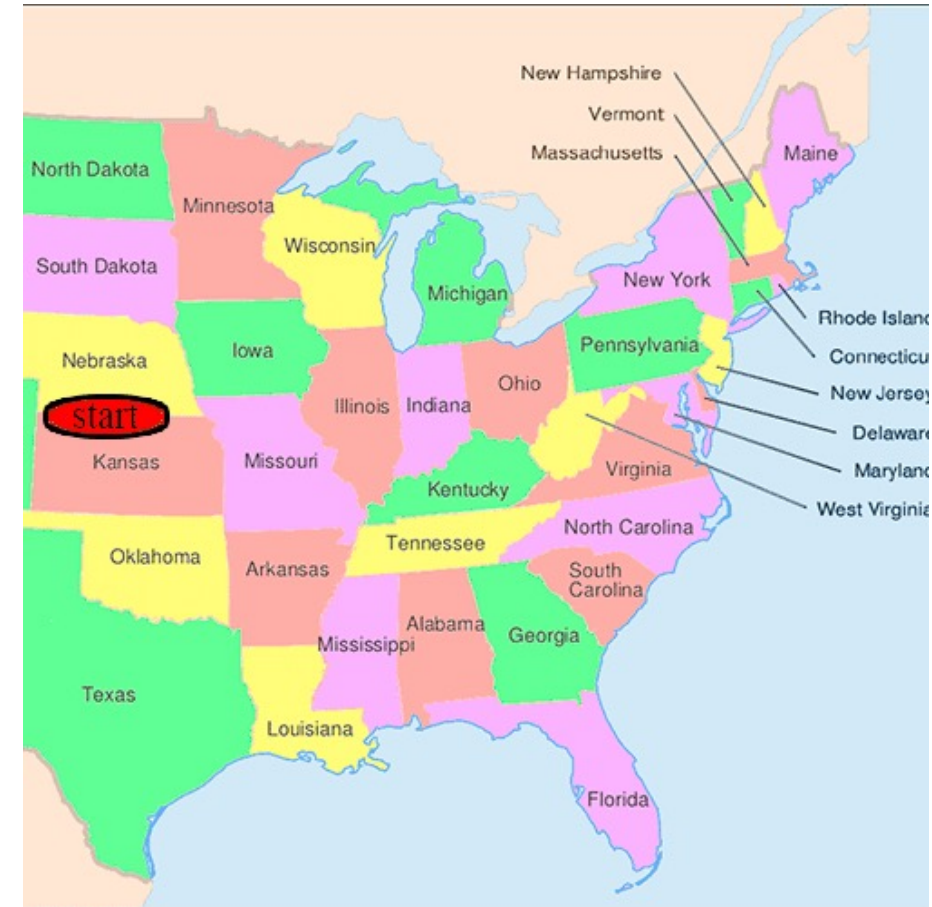 New Hampshire
Vermont
Massachusetts
Maine
North Dakota
Minnesota
Wisconsin
South Dakota
Michigan
New York
Rhode Island
Iowa
Pennsylvania
Connecticu
Nebraska
Ohio
New Jersey
Illinois
Indiana
start
Delaware
Kansas
Missouri
Virginia
Maryland
Kentucky
West Virginia
North Carolina
Tennessee
Oklahoma
Arkansas
South
Carolina
Alabama
Georgia
Mississippi
Texas
Louisiana
Florida